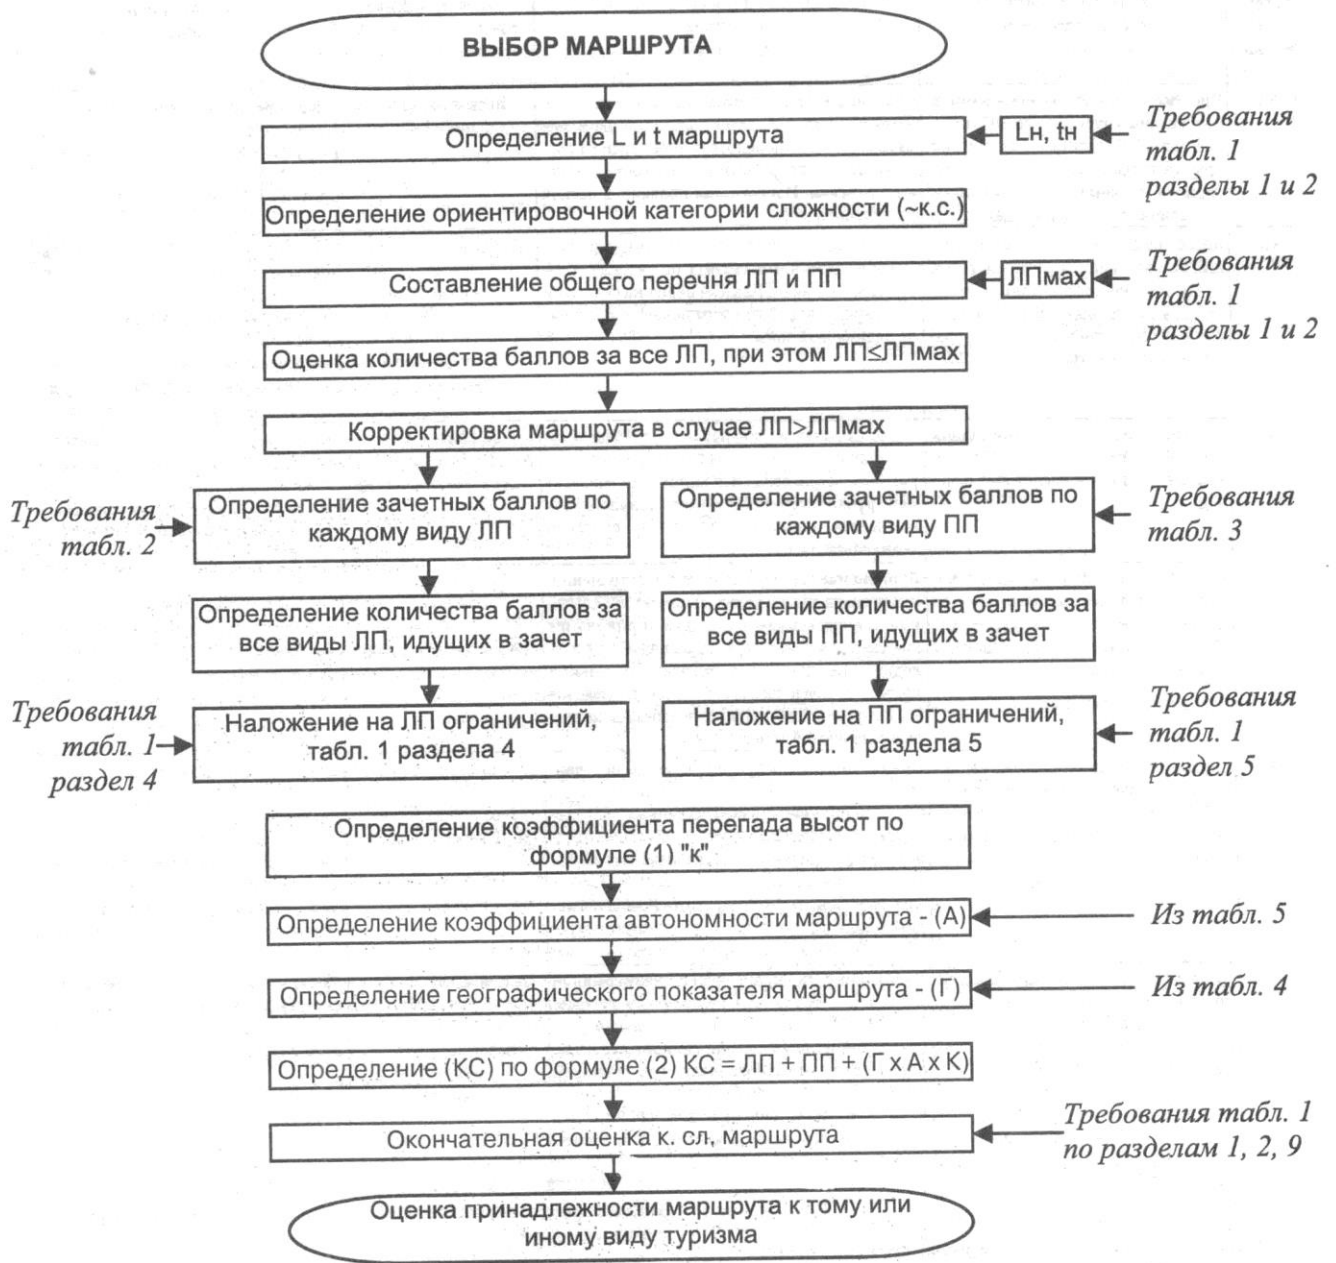 ВЫБОР МАРШРУТА
Определение L и t маршрута
Lн, tн
Требования
табл. 1
разделы 1 и 2
Определение ориентировочной категории сложности (~к.с.)
Составление общего перечня ЛП и ПП
ЛПмах
Требования
табл. 1
разделы 1 и 2
Оценка количества баллов за все ЛП, при этом ЛП≤ЛПмах
Корректировка маршрута в случае ЛП>ЛПмах
Требования
табл. 2
Определение зачетных баллов по
каждому виду ЛП
Определение зачетных баллов по
каждому виду ПП
Требования
табл. 3
Определение количества баллов за
все виды ЛП, идущих в зачет
Определение количества баллов за
все виды ПП, идущих в зачет
Требования
табл. 1
раздел 4
Наложение на ЛП ограничений,
табл. 1 раздела 4
Наложение на ПП ограничений,
табл. 1 раздела 5
Требования
табл. 1
раздел 5
Определение коэффициента перепада высот по
формуле (1) "к"
Определение коэффициента автономности маршрута - (А)
Из табл. 5
Определение географического показателя маршрута - (Г)
Из табл. 4
Определение (КС) по формуле (2) КС = ЛП + ПП + (Г х А х К)
Окончательная оценка к. сл, маршрута
Требования табл. 1
по разделам 1, 2, 9
Оценка принадлежности маршрута к тому или
иному виду туризма